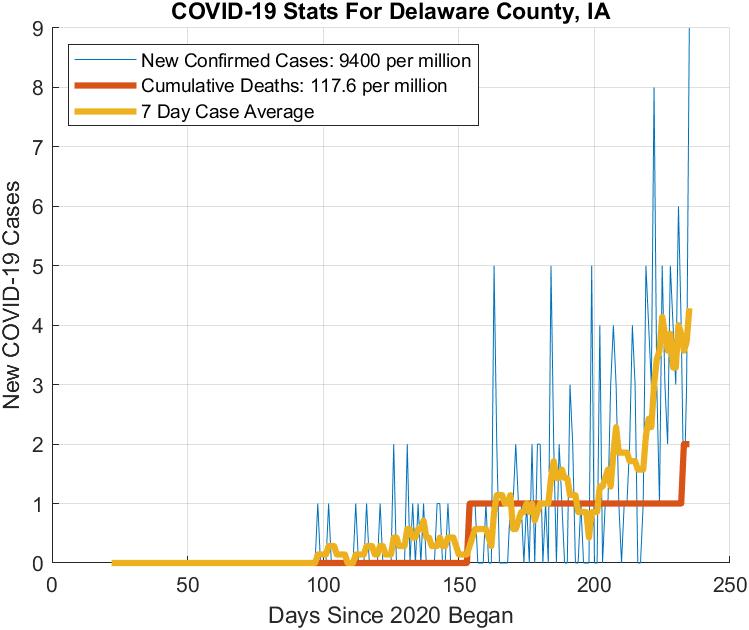 COVID-19 Stats For Delaware County, IA
New Confirmed Cases: 9400 per million
Cumulative Deaths: 117.6 per million
7 Day Case Average
New COVID-19 Cases
9
8
7
6
5
4
3
2
1
0
0 50 100 150 200 250
Days Since 2020 Began